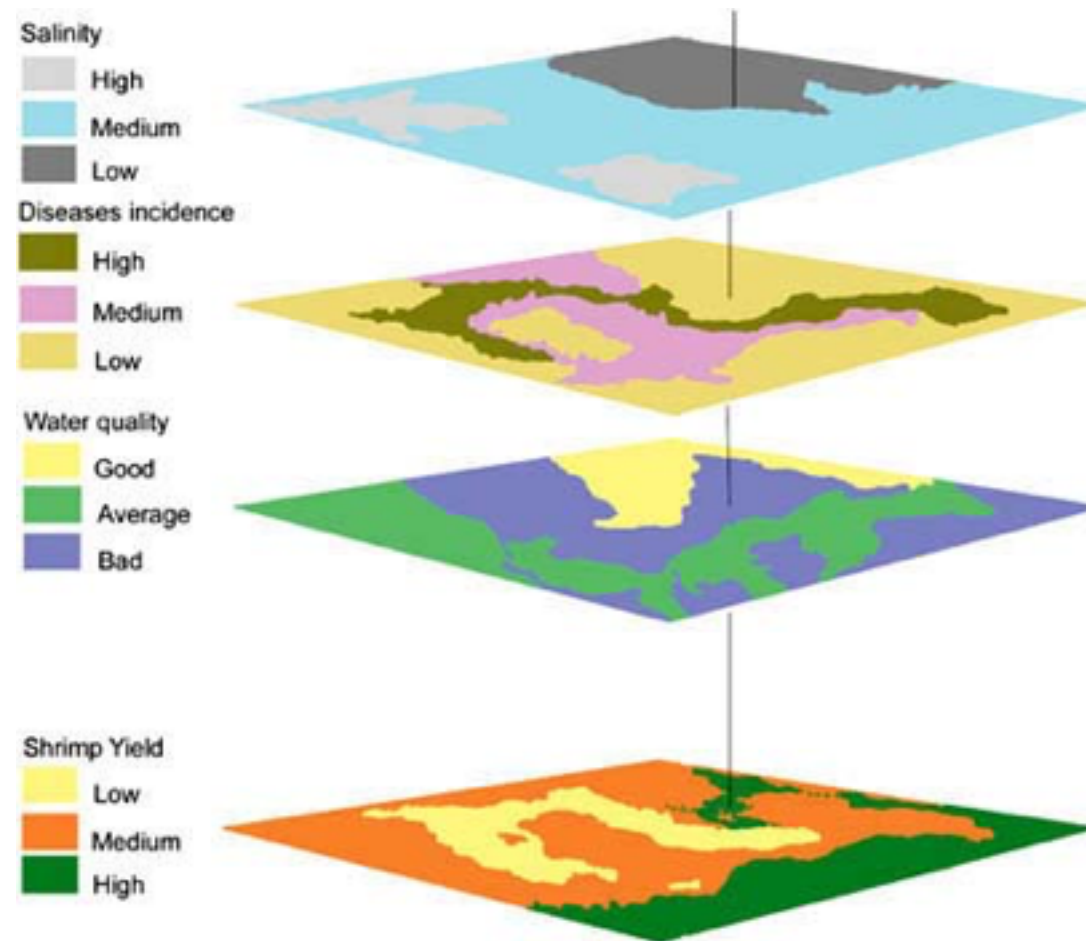 Salinity
High
Medium
Low
Diseases incidence
High
Medium
Low
Water quality
Good
Average
Bad
Shrimp Yield
Low
Medium
High